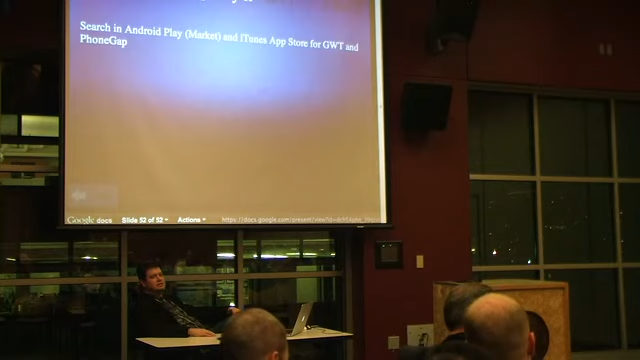 Search in Android Play (Market) and iTunes App Store for GWT and
PhoneGap
Google docs Slide 52 of 52 Actions